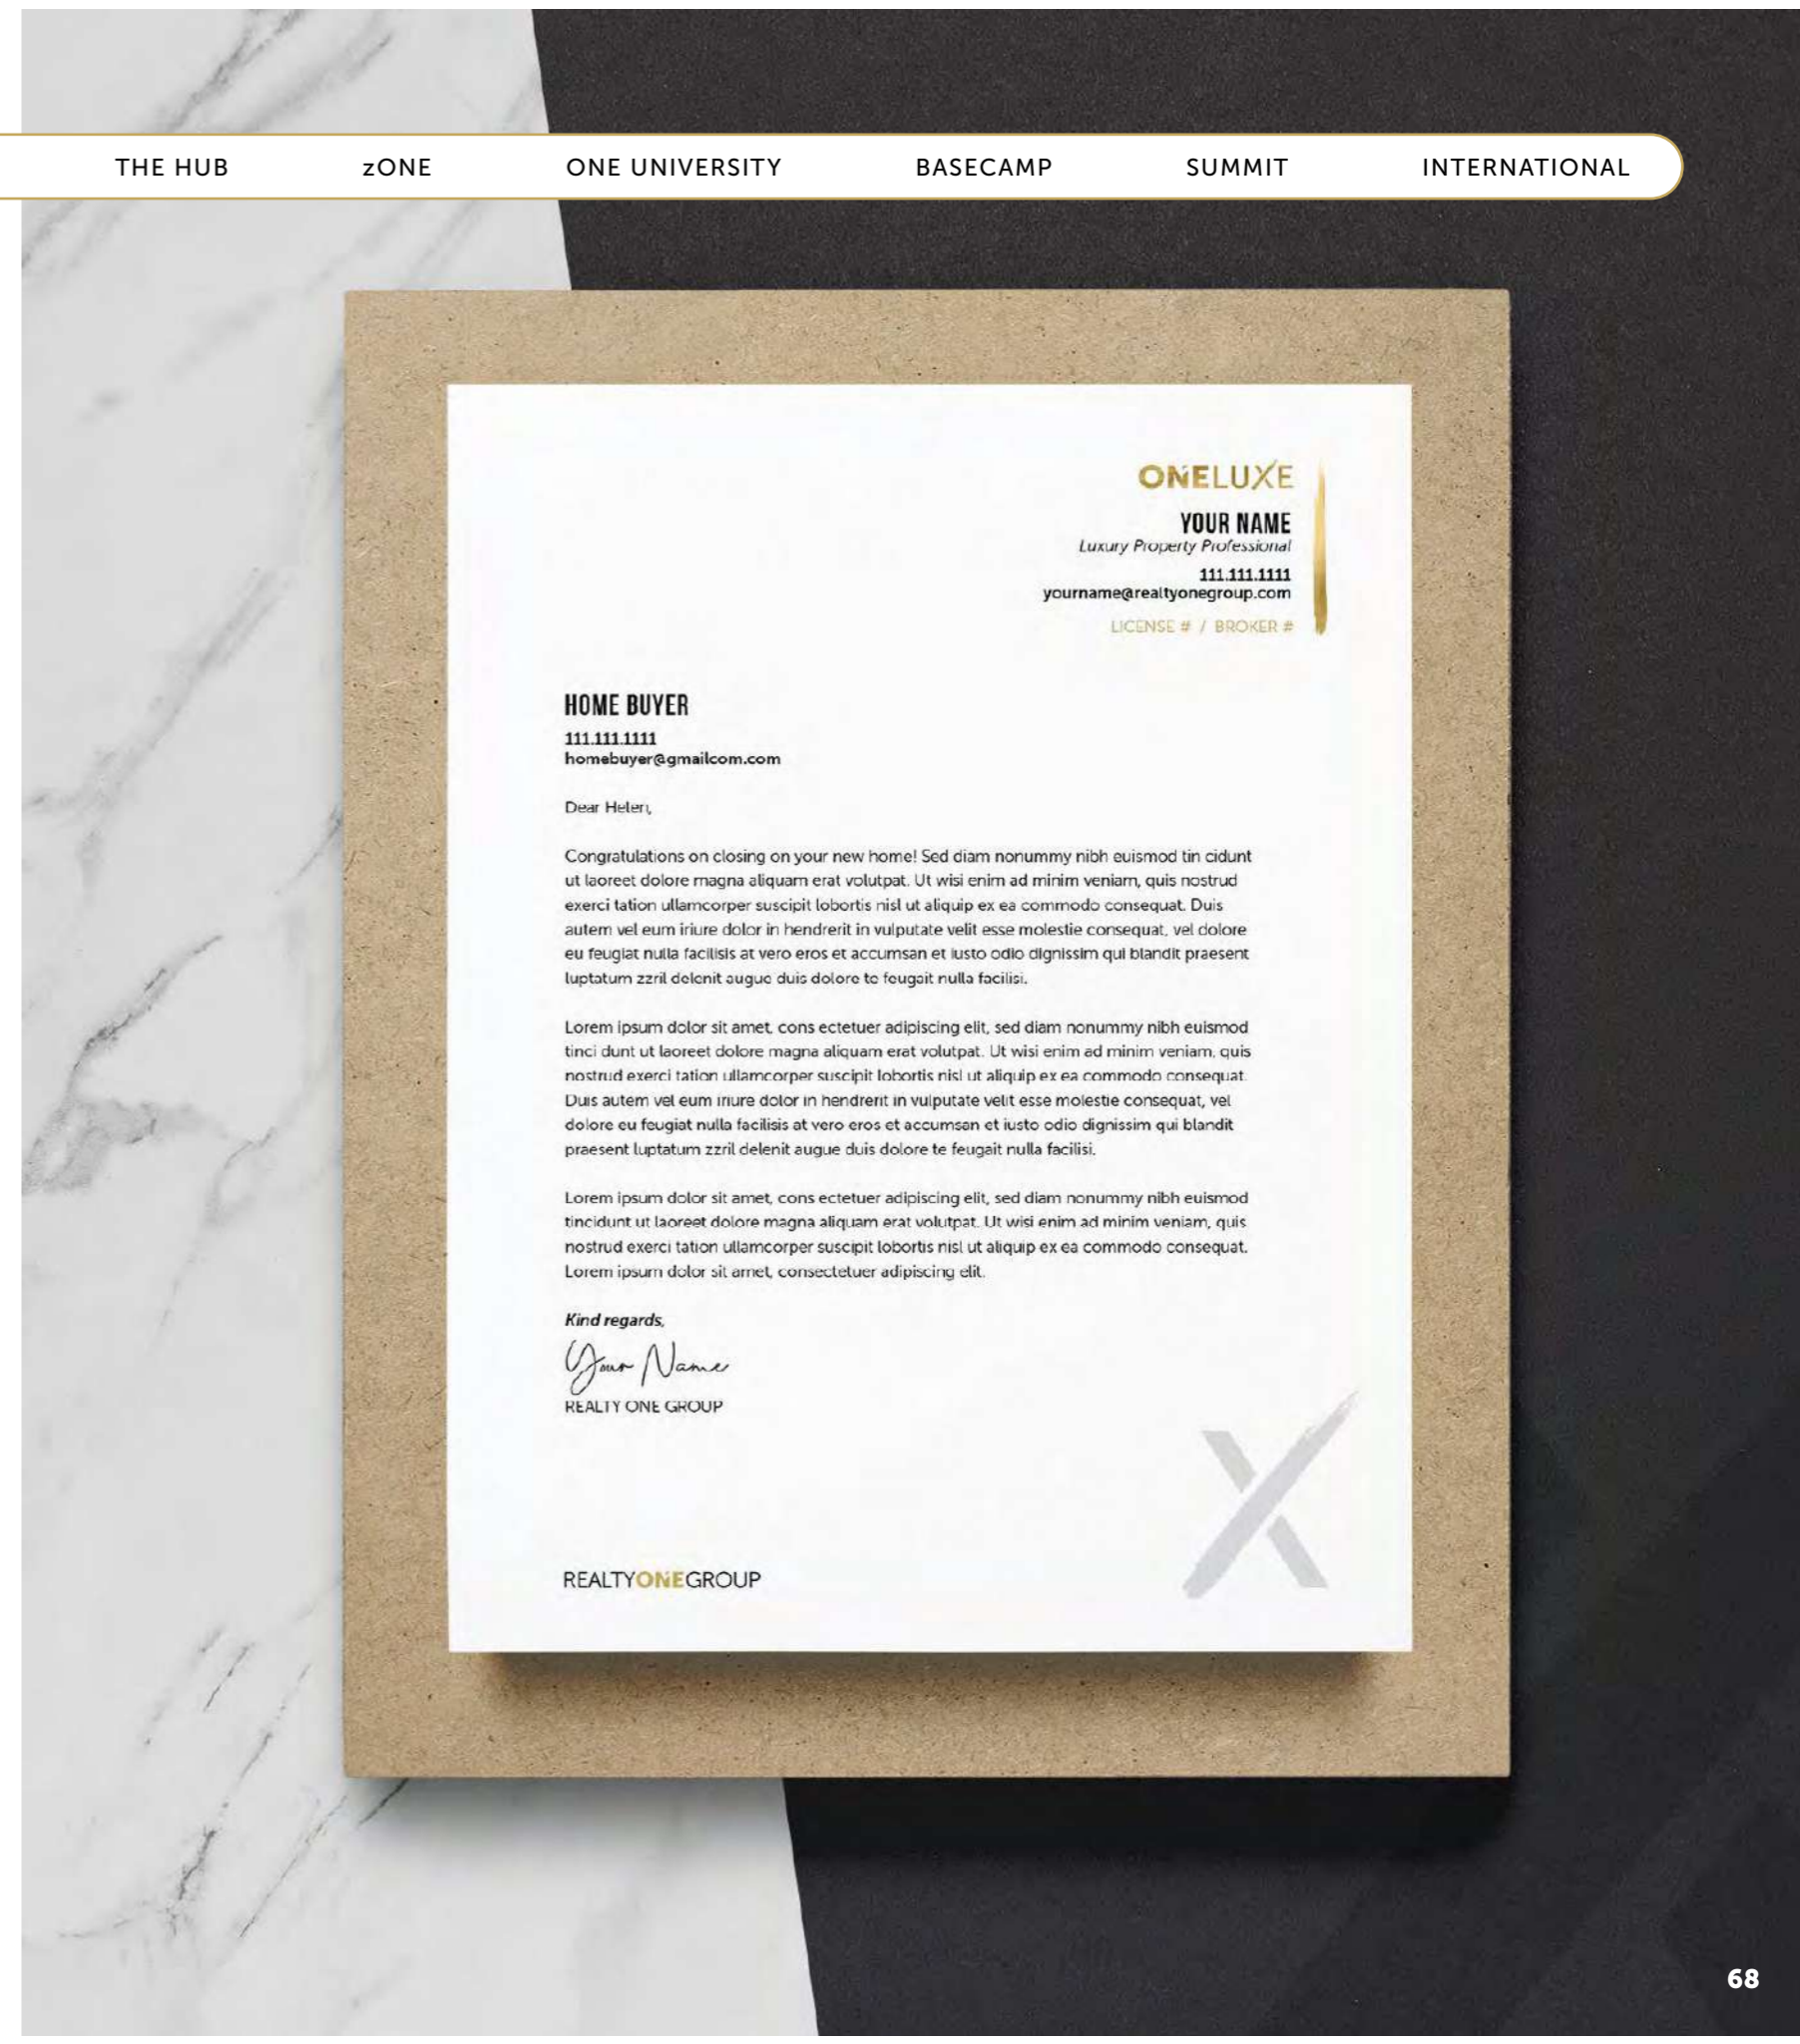 THE HUB zONE ONE UNIVERSITY BASECAMP SUMMIT INTERNATIONAL
ONELUXE
YOUR NAME
Luxury Property Professional
111.111.1111
yourname@realtyonegroup.com
LICENSE # / BROKER #
HOME BUYER
111.111.1111
homebuyer@gmailcom.com
Dear Helen,
Congratulations on closing on your new home! Sed diam nonummy nibh euismod tin cidunt
ut laoreet dolore magna aliquam erat volutpat. Ut wisi enim ad minim veniam, quis nostrud
exerci tation ullamcorper suscipit lobortis nisl ut aliquip ex ea commodo consequat. Duis
autem vel eum iriure dolor in hendrerit in vulputate velit esse molestie consequat, vel dolore
eu feugiat nulla facilisis at vero eros et accumsan et iusto odio dignissim qui blandit praesent
luptatum zzril delenit augue duis dolore te feugait nulla facilisi.
Lorem ipsum dolor sit amet, cons ectetuer adipiscing elit, sed diam nonummy nibh euismod
tinci dunt ut laoreet dolore magna aliquam erat volutpat. Ut wisi enim ad minim veniam, quis
nostrud exerci tation ullamcorper suscipit lobortis nisl ut aliquip ex ea commodo consequat.
Duis autem vel eum iriure dolor in hendrerit in vulputate velit esse molestie consequat, vel
dolore eu feugiat nulla facilisis at vero eros et accumsan et iusto odio dignissim qui blandit
praesent luptatum zzril delenit augue duis dolore te feugait nulla facilisi.
Lorem ipsum dolor sit amet, cons ectetuer adipiscing elit, sed diam nonummy nibh euismod
tincidunt ut laoreet dolore magna aliquam erat volutpat. Ut wisi enim ad minim veniam, quis
nostrud exerci tation ullamcorper suscipit lobortis nisl ut aliquip ex ea commodo consequat.
Lorem ipsum dolor sit amet, consectetuer adipiscing elit.
Kind regards,
Your Name
REALTY ONE GROUP
X
REALTYONEGROUP
68